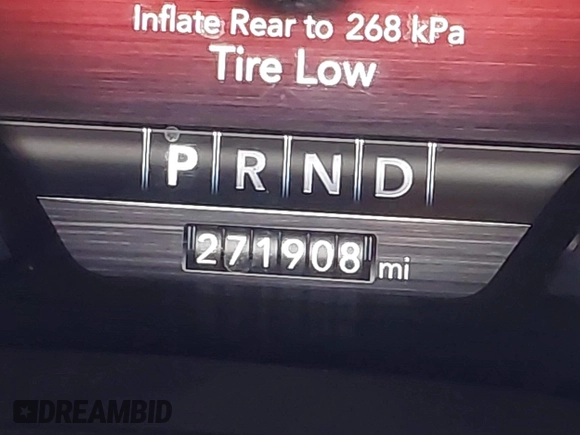 Inflate Rear to 268 kPa
Tire Low
P R N D
271908 mi
DREAMBID